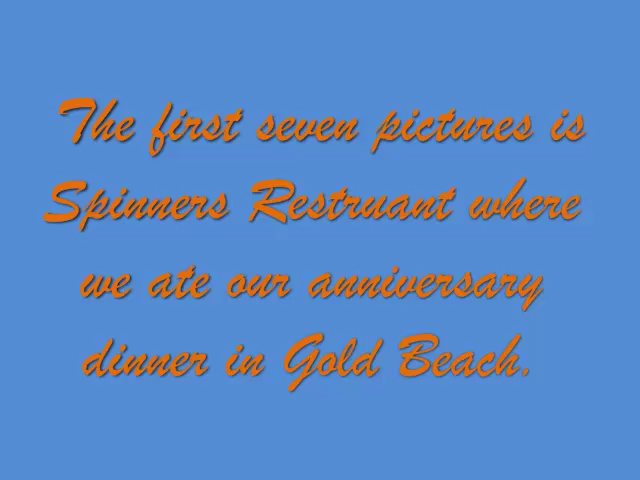 The first seven pictures is
Spinners Restruant where
we ate our anniversary
dinner in Gold Beach.